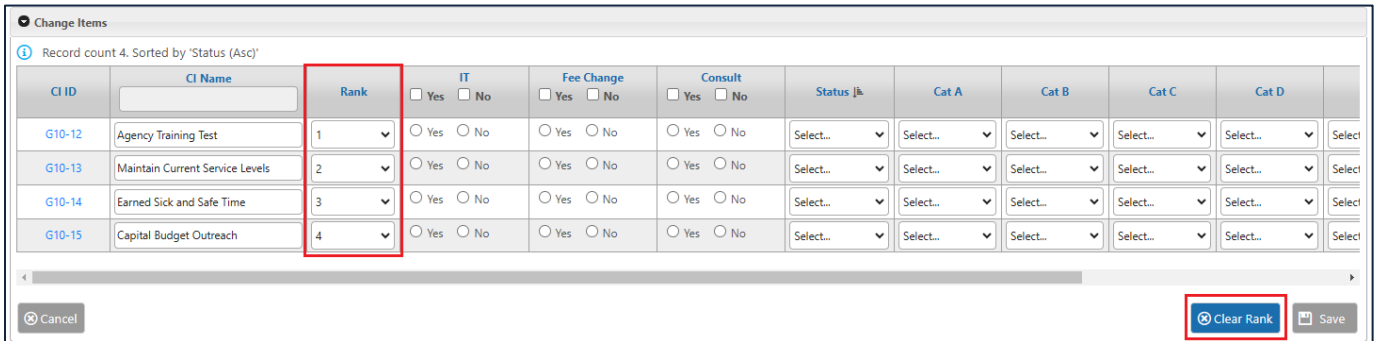 Change Items
Record count 4. Sorted by 'Status (Asc)'
CI ID CI Name Rank IT Yes No Fee Change Yes No Consult Yes No Status Cat A Cat B Cat C Cat D
G10-12 Agency Training Test 1 Yes No Yes No Yes No Select... Select... Select... Select... Select... Select
G10-13 Maintain Current Service Levels 2 Yes No Yes No Yes No Select... Select... Select... Select... Select... Select
G10-14 Earned Sick and Safe Time 3 Yes No Yes No Yes No Select... Select... Select... Select... Select... Select
G10-15 Capital Budget Outreach 4 Yes No Yes No Yes No Select... Select... Select... Select... Select... Select
Cancel Clear Rank Save